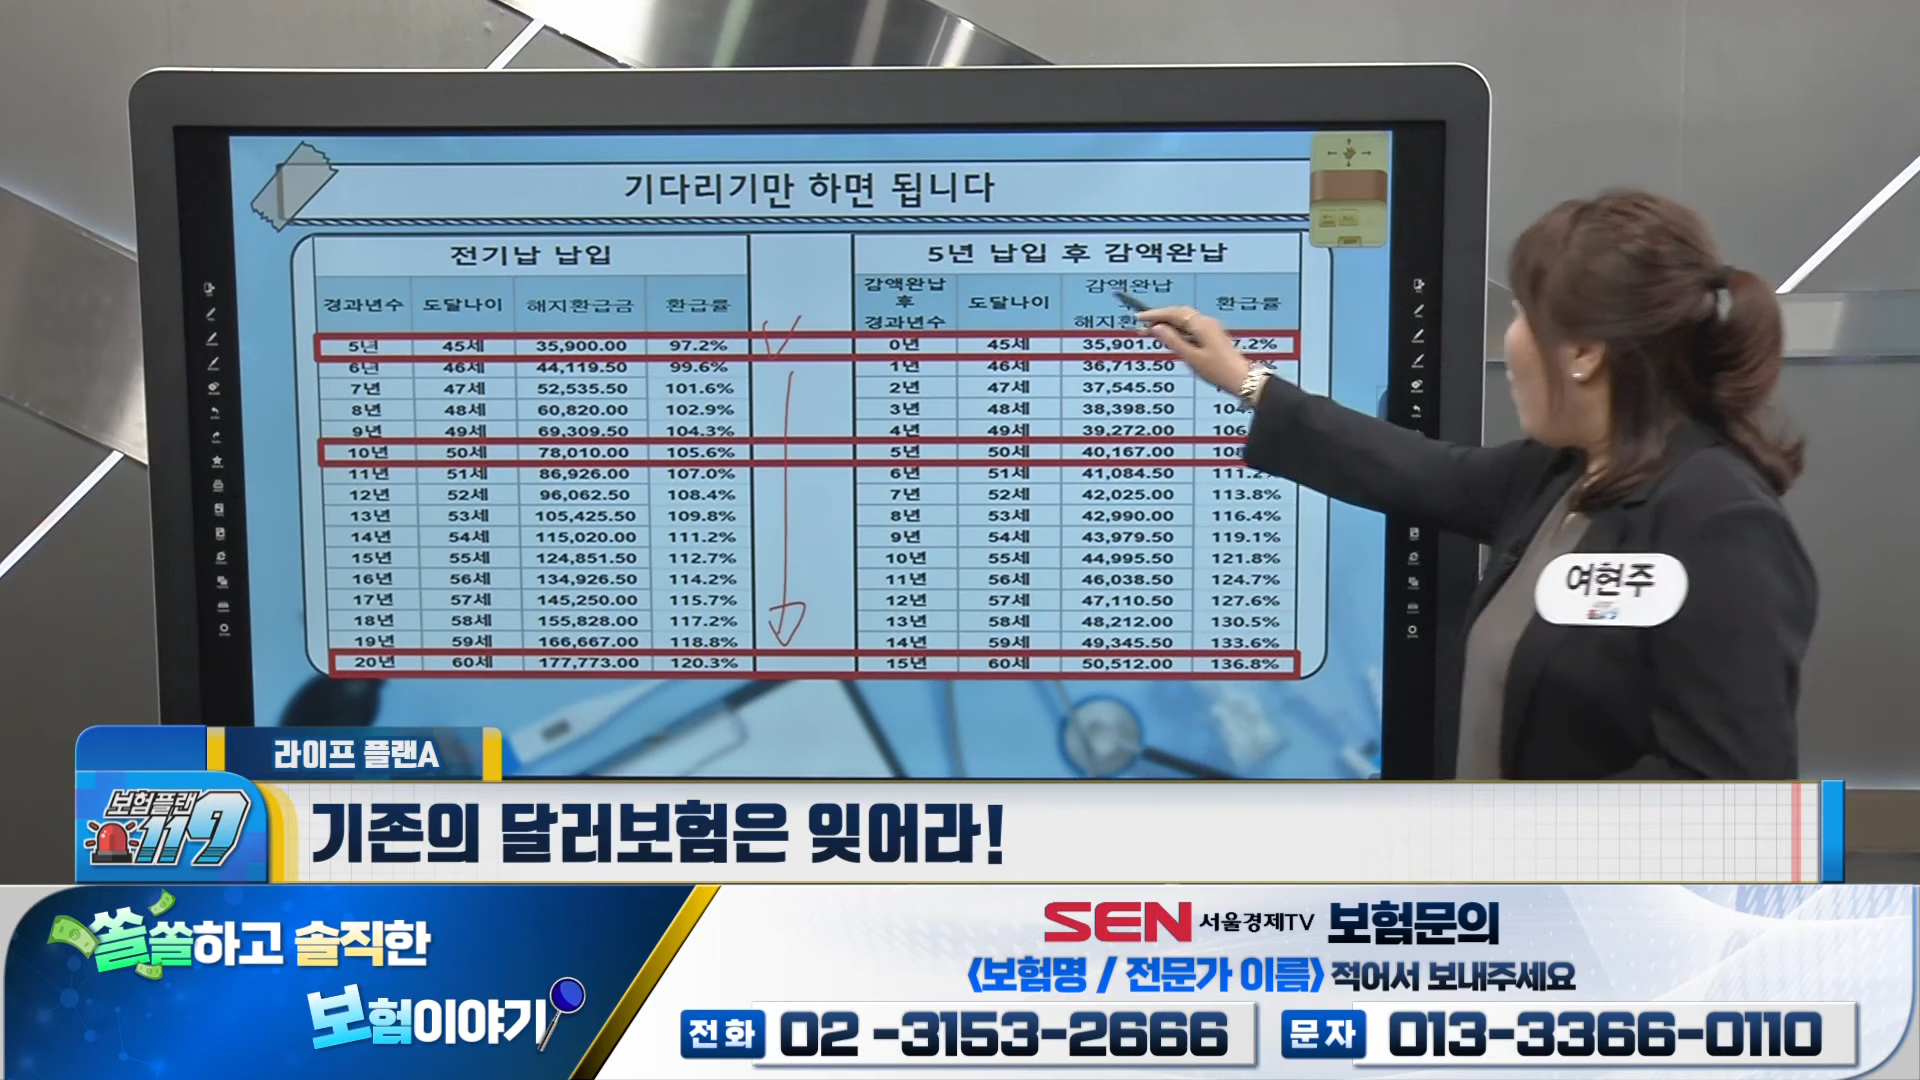 기다리기만 하면 됩니다
전기납 납입
경과년수 도달나이 해지환급금 환급률
5년 45세 35,900.00 97.2%
6년 46세 44,119.50 99.6%
7년 47세 52,535.50 101.6%
8년 48세 60,820.00 102.9%
9년 49세 69,309.50 104.3%
10년 50세 78,010.00 105.6%
11년 51세 86,926.00 107.0%
12년 52세 96,062.50 108.4%
13년 53세 105,425.50 109.8%
14년 54세 115,020.00 111.2%
15년 55세 124,851.50 112.7%
16년 56세 134,926.50 114.2%
17년 57세 145,250.00 115.7%
18년 58세 155,828.00 117.2%
19년 59세 166,667.00 118.8%
20년 60세 177,773.00 120.3%
5년 납입 후 감액완납
감액완납 후 경과년수 도달나이 감액완납 후 환급률
0년 45세
1년 46세 36,713.50
2년 47세 37,545.50
3년 48세 38,398.50
4년 49세 39,272.00
5년 50세 40,167.00
6년 51세 41,084.50 111.2%
7년 52세 42,025.00 113.8%
8년 53세 42,990.00 116.4%
9년 54세 43,979.50 119.1%
10년 55세 44,995.50 121.8%
11년 56세 46,038.50 124.7%
12년 57세 47,110.50 127.6%
13년 58세 48,212.00 130.5%
14년 59세 49,345.50 133.6%
15년 60세 50,512.00 136.8%
여현주
라이프 플랜A
보험플랜 119
기존의 달러보험은 잊어라!
쏠쏠하고 솔직한
보험이야기
SEN 서울경제TV 보험문의
<보험명 / 전문가 이름> 적어서 보내주세요
전화 02-3153-2666 문자 013-3366-0110